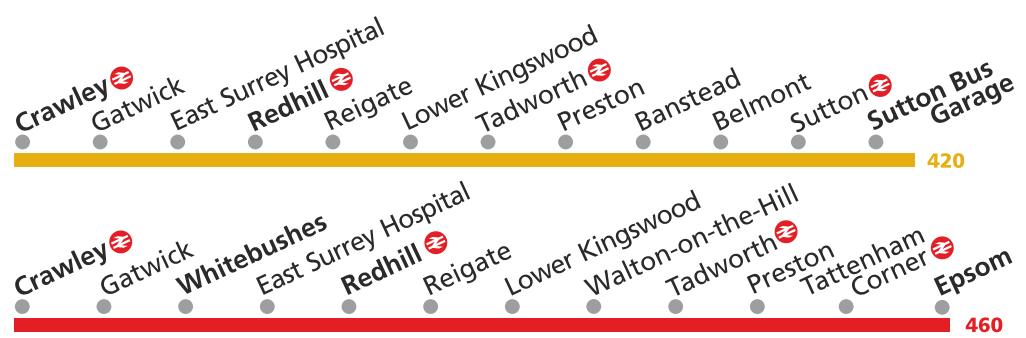 Crawley
Gatwick
East Surrey Hospital
Redhill
Reigate
Lower Kingswood
Tadworth
Preston
Banstead
Belmont
Sutton
Sutton Bus
Garage
420
Crawley
Gatwick
Whitebushes
East Surrey Hospital
Redhill
Reigate
Lower Kingswood
Walton-on-the-Hill
Tadworth
Preston
Tattenham
Corner
Epsom
460